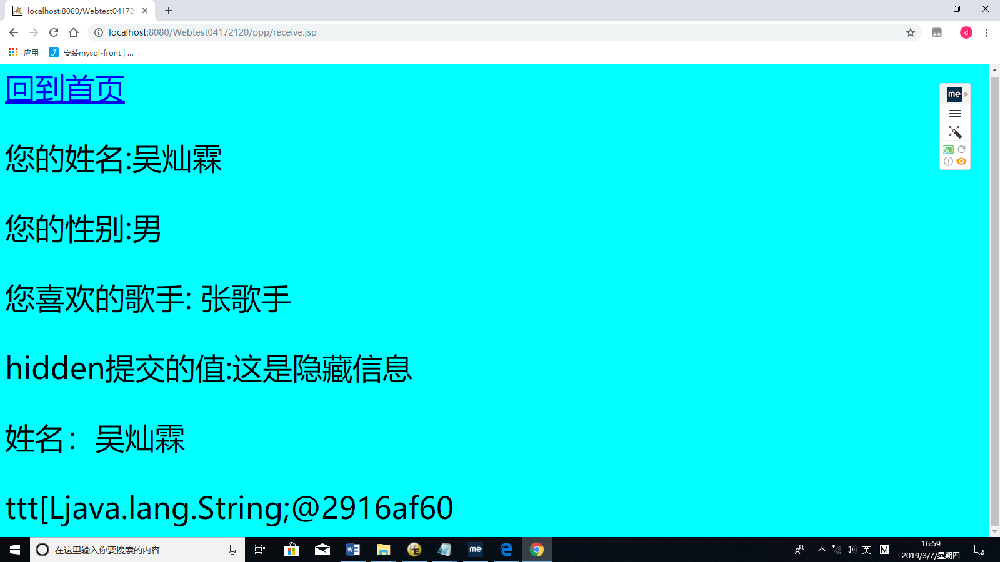 localhost:8080/Webtest04172
localhost:8080/Webtest04172120/ppp/receive.jsp
d
应用
安装mysql-front | ...
回到首页
me
您的姓名:吴灿霖
您的性别:男
您喜欢的歌手: 张歌手
hidden提交的值:这是隐藏信息
姓名：吴灿霖
ttt[Ljava.lang.String;@2916af60
在这里输入你要搜索的内容
me
英
M
16:59
2019/3/7/星期四